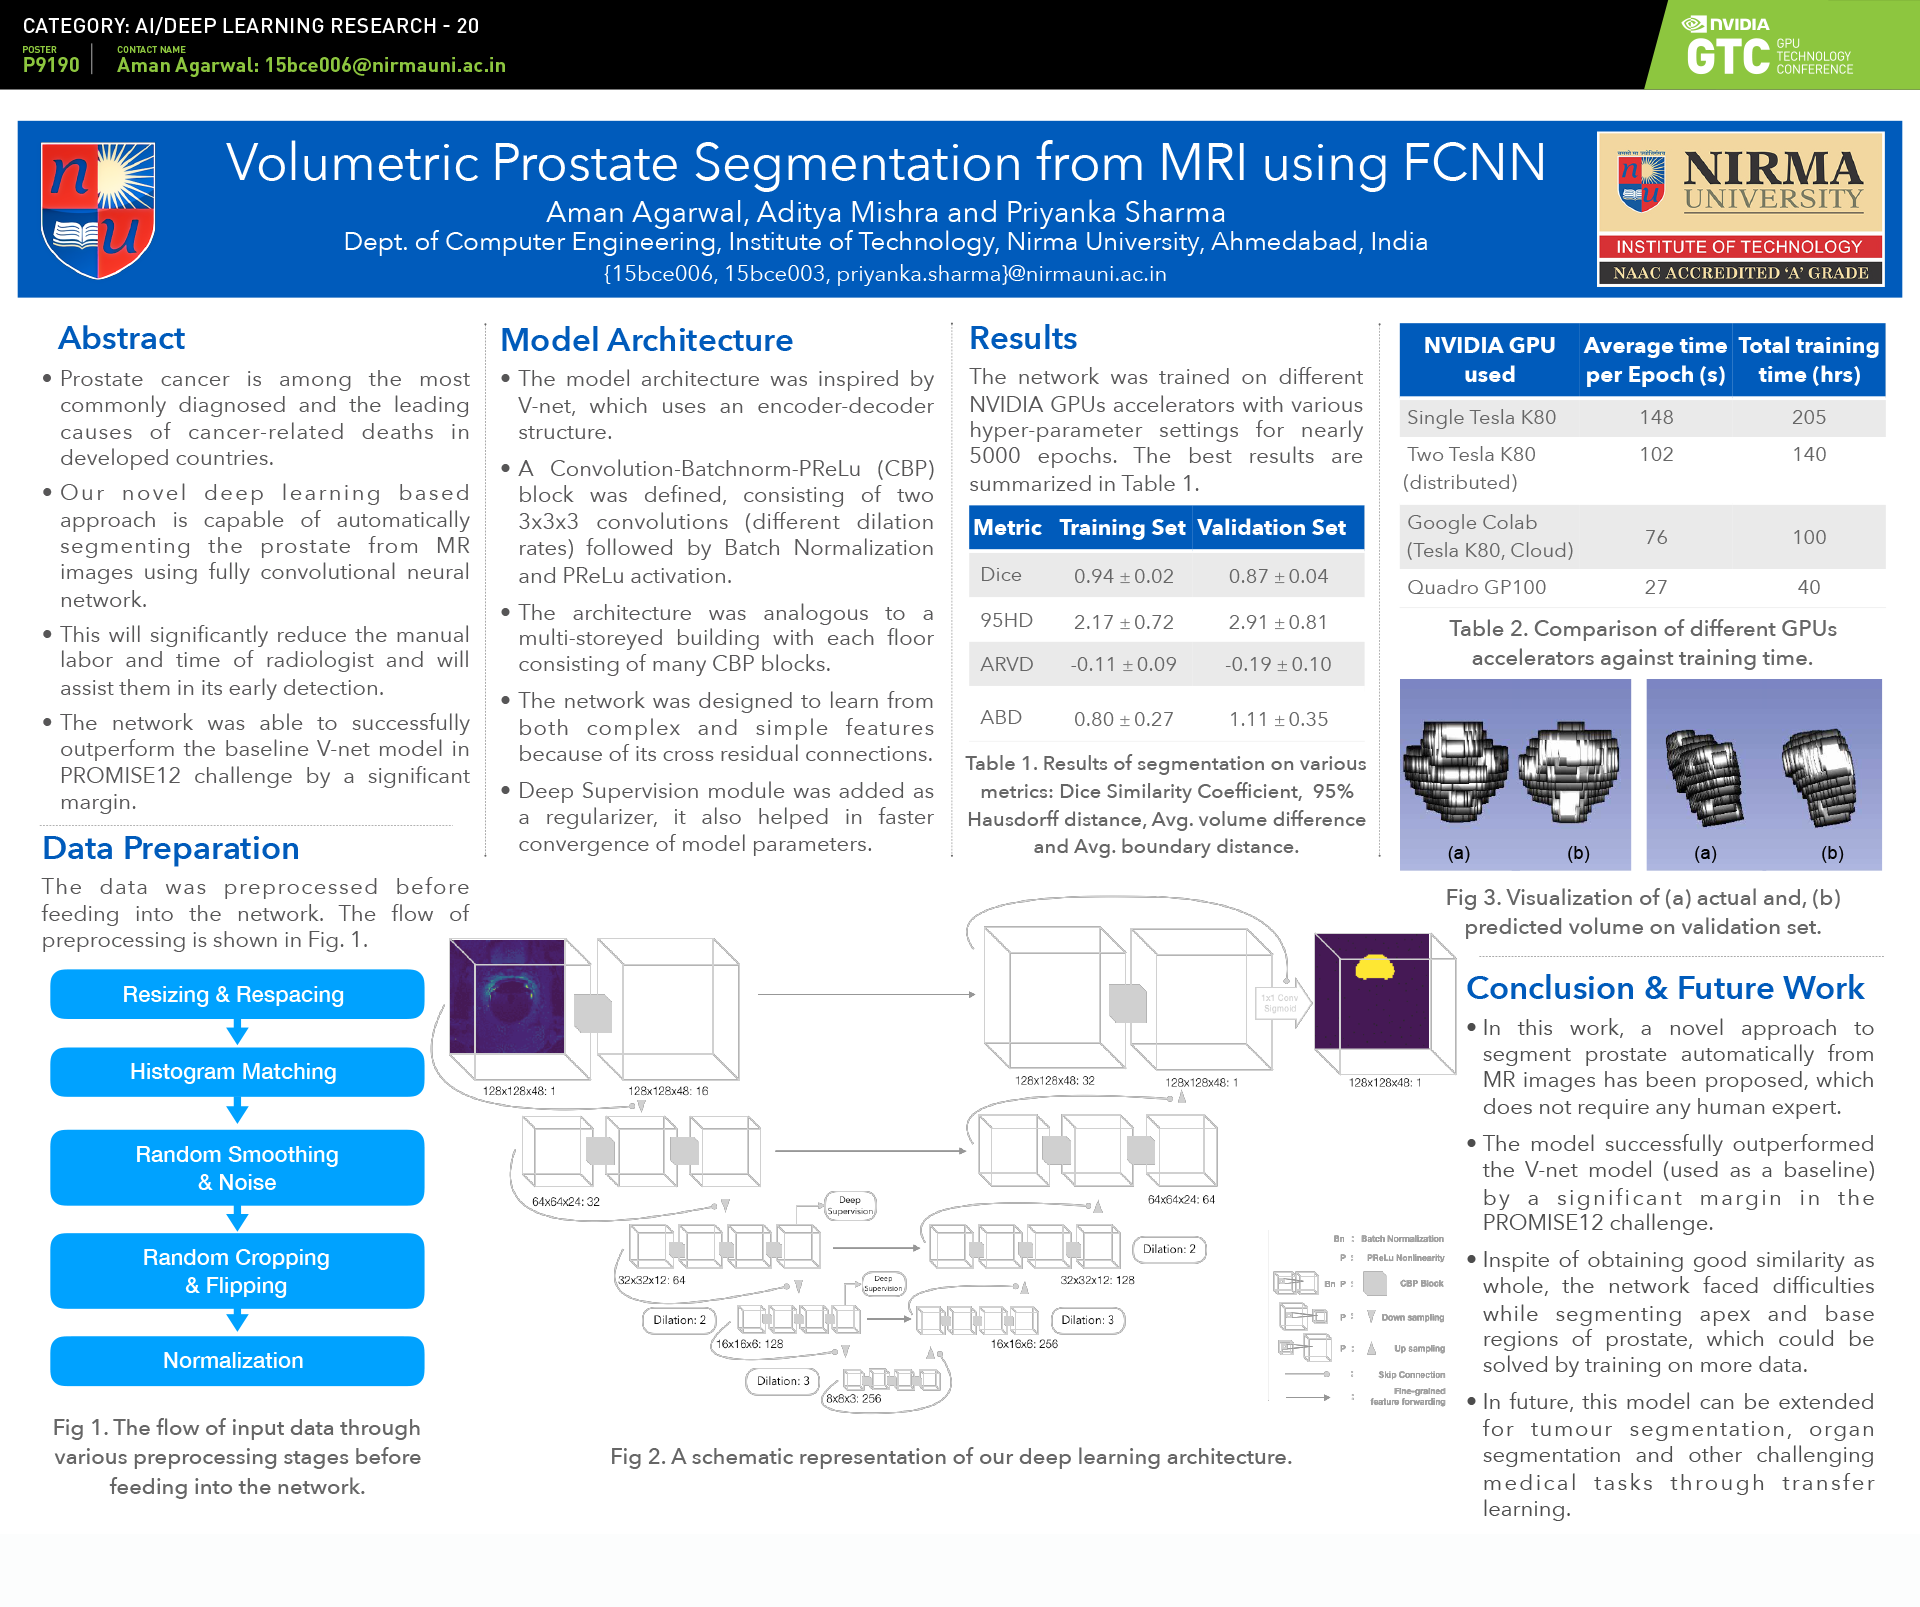 CATEGORY: AI/DEEP LEARNING RESEARCH - 20
POSTER
P9190
CONTACT NAME
Aman Agarwal: 15bce006@nirmauni.ac.in
NVIDIA
GTC
GPU
TECHNOLOGY
CONFERENCE
n
u
Volumetric Prostate Segmentation from MRI using FCNN
Aman Agarwal, Aditya Mishra and Priyanka Sharma
Dept. of Computer Engineering, Institute of Technology, Nirma University, Ahmedabad, India
{15bce006, 15bce003, priyanka.sharma}@nirmauni.ac.in
NIRMA
UNIVERSITY
INSTITUTE OF TECHNOLOGY
NAAC ACCREDITED ‘A’ GRADE
Abstract
• Prostate cancer is among the most
commonly diagnosed and the leading
causes of cancer-related deaths in
developed countries.
• Our novel deep learning based
approach is capable of automatically
segmenting the prostate from MR
images using fully convolutional neural
network.
• This will significantly reduce the manual
labor and time of radiologist and will
assist them in its early detection.
• The network was able to successfully
outperform the baseline V-net model in
PROMISE12 challenge by a significant
margin.
Data Preparation
The data was preprocessed before
feeding into the network. The flow of
preprocessing is shown in Fig. 1.
Resizing & Respacing
Histogram Matching
Random Smoothing
& Noise
Random Cropping
& Flipping
Normalization
Fig 1. The flow of input data through
various preprocessing stages before
feeding into the network.
Model Architecture
• The model architecture was inspired by
V-net, which uses an encoder-decoder
structure.
• A Convolution-Batchnorm-PReLu (CBP)
block was defined, consisting of two
3x3x3 convolutions (different dilation
rates) followed by Batch Normalization
and PReLu activation.
• The architecture was analogous to a
multi-storeyed building with each floor
consisting of many CBP blocks.
• The network was designed to learn from
both complex and simple features
because of its cross residual connections.
• Deep Supervision module was added as
a regularizer, it also helped in faster
convergence of model parameters.
Results
The network was trained on different
NVIDIA GPUs accelerators with various
hyper-parameter settings for nearly
5000 epochs. The best results are
summarized in Table 1.
Metric Training Set Validation Set
Dice 0.94 ± 0.02 0.87 ± 0.04
95HD 2.17 ± 0.72 2.91 ± 0.81
ARVD -0.11 ± 0.09 -0.19 ± 0.10
ABD 0.80 ± 0.27 1.11 ± 0.35
Table 1. Results of segmentation on various
metrics: Dice Similarity Coefficient, 95%
Hausdorff distance, Avg. volume difference
and Avg. boundary distance.
128x128x48: 1
128x128x48: 16
128x128x48: 32
128x128x48: 1
1x1 Conv
Sigmoid
128x128x48: 1
64x64x24: 32
64x64x24: 64
Deep
Supervision
32x32x12: 64
32x32x12: 128
Dilation: 2
Deep
Supervision
Dilation: 2
16x16x6: 128
16x16x6: 256
Dilation: 3
Dilation: 3
8x8x3: 256
Bn : Batch Normalization
P : PReLu Nonlinearity
Bn P : CBP Block
P : Down sampling
P : Up sampling
: Skip Connection
: Fine-grained
feature forwarding
Fig 2. A schematic representation of our deep learning architecture.
NVIDIA GPU Average time Total training
used per Epoch (s) time (hrs)
Single Tesla K80 148 205
Two Tesla K80 102 140
(distributed)
Google Colab
(Tesla K80, Cloud) 76 100
Quadro GP100 27 40
Table 2. Comparison of different GPUs
accelerators against training time.
(a) (b) (a) (b)
Fig 3. Visualization of (a) actual and, (b)
predicted volume on validation set.
Conclusion & Future Work
• In this work, a novel approach to
segment prostate automatically from
MR images has been proposed, which
does not require any human expert.
• The model successfully outperformed
the V-net model (used as a baseline)
by a significant margin in the
PROMISE12 challenge.
• Inspite of obtaining good similarity as
whole, the network faced difficulties
while segmenting apex and base
regions of prostate, which could be
solved by training on more data.
• In future, this model can be extended
for tumour segmentation, organ
segmentation and other challenging
medical tasks through transfer
learning.